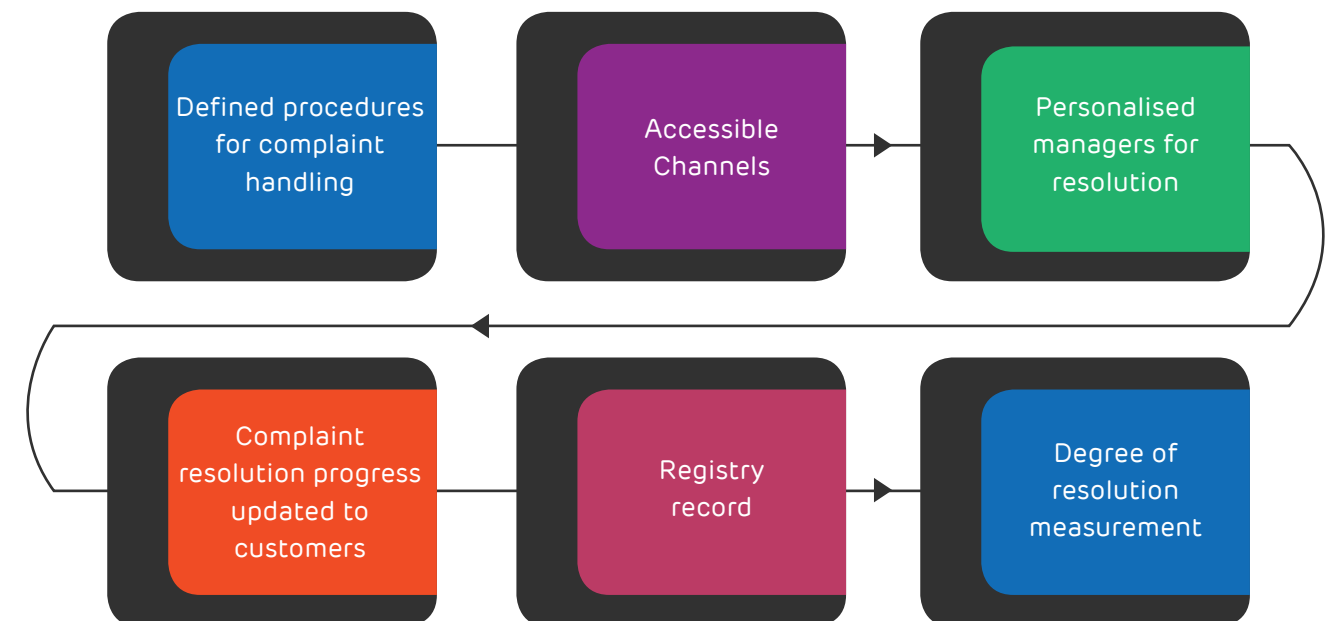 Defined procedures
for complaint
handling
Accessible
Channels
Personalised
managers for
resolution
Complaint
resolution progress
updated to
customers
Registry
record
Degree of
resolution
measurement